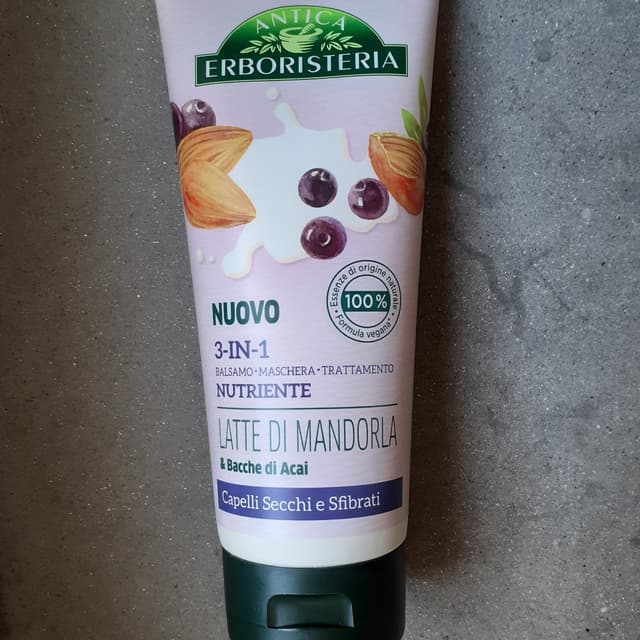 ANTICA
ERBORISTERIA
Essenze di origine naturale
100%
Formula vegana
NUOVO
3-IN-1
BALSAMO • MASCHERA • TRATTAMENTO
NUTRIENTE
LATTE DI MANDORLA
& Bacche di Acai
Capelli Secchi e Sfibrati